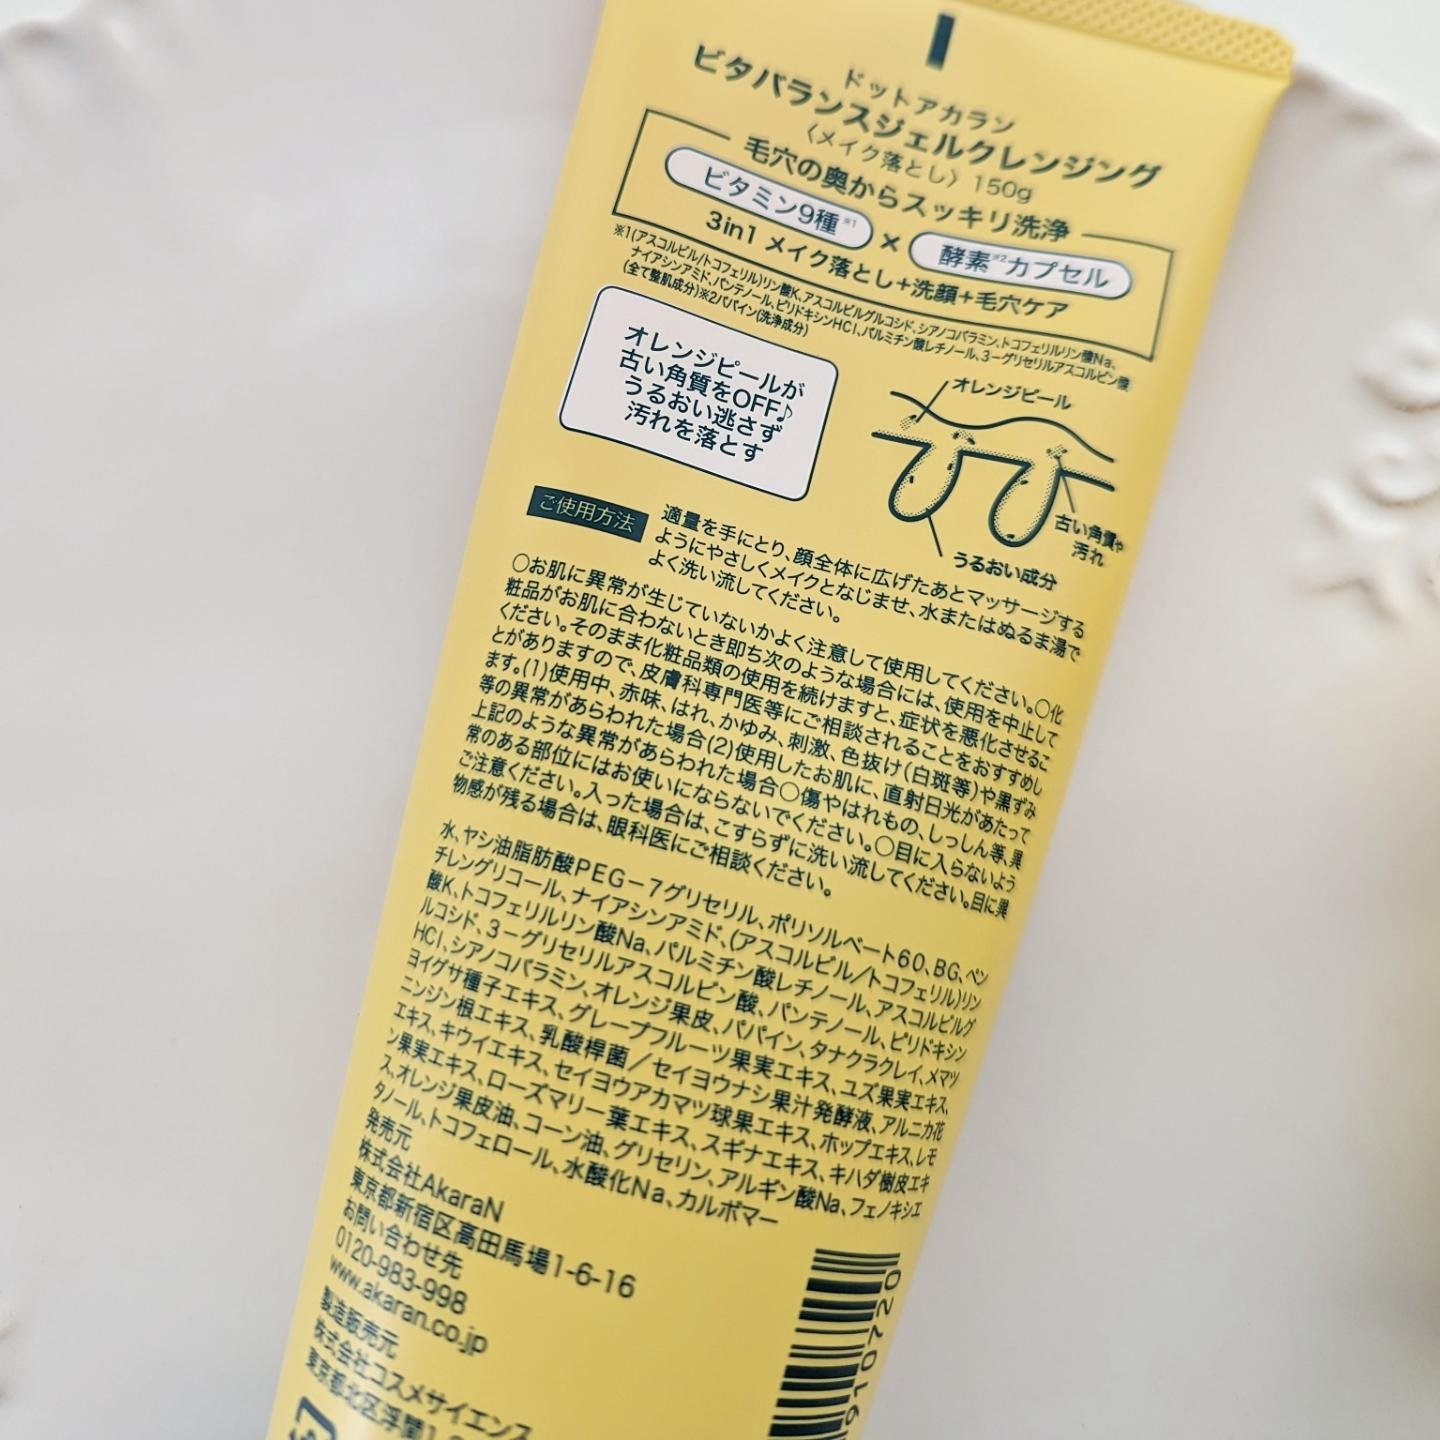 ドットアカラン
ビタバランスジェルクレンジング
〈メイク落とし〉150g
毛穴の奥からスッキリ洗浄
ビタミン9種※1 × 酵素※2カプセル
3in1 メイク落とし+洗顔+毛穴ケア
※1(アスコルビル/トコフェリル)リン酸K、アスコルビルグルコシド、シアノコバラミン、トコフェリルリン酸Na、
ナイアシンアミド、パンテノール、ピリドキシンHCl、パルミチン酸レチノール、3-グリセリルアスコルビン酸
(全て整肌成分)※2パパイン(洗浄成分)
オレンジピールが
古い角質をOFF♪
うるおい逃さず
汚れを落とす
オレンジピール
古い角質や
汚れ
うるおい成分
ご使用方法
適量を手にとり、顔全体に広げたあとマッサージする
ようにやさしくメイクとなじませ、水またはぬるま湯で
よく洗い流してください。
○お肌に異常が生じていないかよく注意して使用してください。○化
粧品がお肌に合わないとき即ち次のような場合には、使用を中止して
ください。そのまま化粧品類の使用を続けますと、症状を悪化させるこ
とがありますので、皮膚科専門医等にご相談されることをおすすめし
ます。(1)使用中、赤味、はれ、かゆみ、刺激、色抜け(白斑等)や黒ずみ
等の異常があらわれた場合(2)使用したお肌に、直射日光があたって
上記のような異常があらわれた場合○傷やはれもの、しっしん等、異
常のある部位にはお使いにならないでください。○目に入らないよう
ご注意ください。入った場合は、こすらずに洗い流してください。目に異
物感が残る場合は、眼科医にご相談ください。
水、ヤシ油脂肪酸PEG-7グリセリル、ポリソルベート60、BG、ペン
チレングリコール、ナイアシンアミド、(アスコルビル/トコフェリル)リン
酸K、トコフェリルリン酸Na、パルミチン酸レチノール、アスコルビルグ
ルコシド、3-グリセリルアスコルビン酸、パンテノール、ピリドキシン
HCl、シアノコバラミン、オレンジ果皮、パパイン、タナクラクレイ、メマツ
ヨイグサ種子エキス、グレープフルーツ果実エキス、ユズ果実エキス、
ニンジン根エキス、乳酸桿菌/セイヨウナシ果汁発酵液、アルニカ花
エキス、キウイエキス、セイヨウアカマツ球果エキス、ホップエキス、レモ
ン果実エキス、ローズマリー葉エキス、スギナエキス、キハダ樹皮エキ
ス、オレンジ果皮油、コーン油、グリセリン、アルギン酸Na、フェノキシエ
タノール、トコフェロール、水酸化Na、カルボマー
発売元
株式会社AkaraN
東京都新宿区高田馬場1-6-16
お問い合わせ先
0120-983-998
www.akaran.co.jp
製造販売元
株式会社コスメサイエンス
東京都北区浮間1